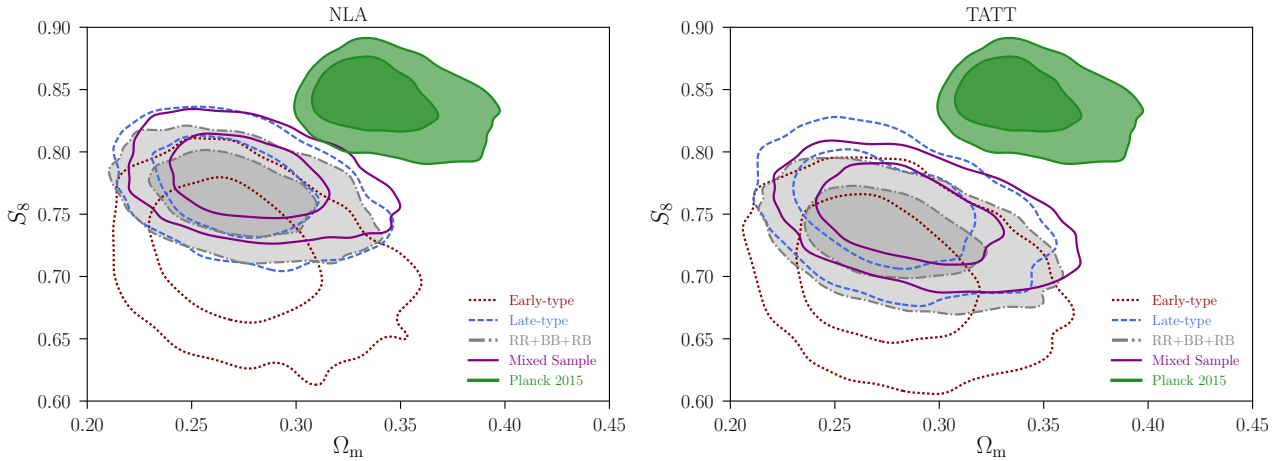 NLA
0.90
0.85
0.80
0.75
0.70
0.65
0.60
S8
0.20
0.25
0.30
0.35
0.40
0.45
Ωm
Early-type
Late-type
RR+BB+RB
Mixed Sample
Planck 2015
TATT
0.90
0.85
0.80
0.75
0.70
0.65
0.60
S8
0.20
0.25
0.30
0.35
0.40
0.45
Ωm
Early-type
Late-type
RR+BB+RB
Mixed Sample
Planck 2015